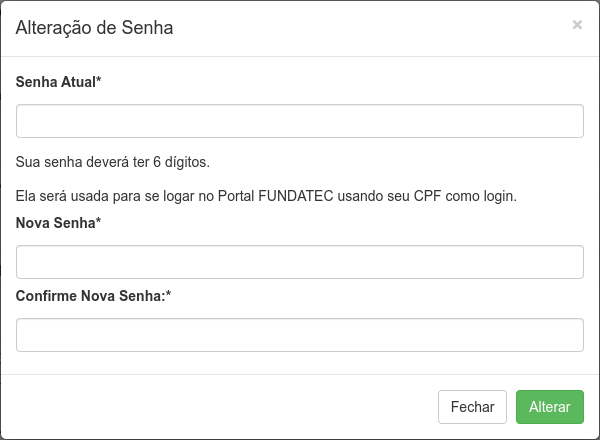 Alteração de Senha
×
Senha Atual*
Sua senha deverá ter 6 dígitos.
Ela será usada para se logar no Portal FUNDATEC usando seu CPF como login.
Nova Senha*
Confirme Nova Senha:*
Fechar
Alterar